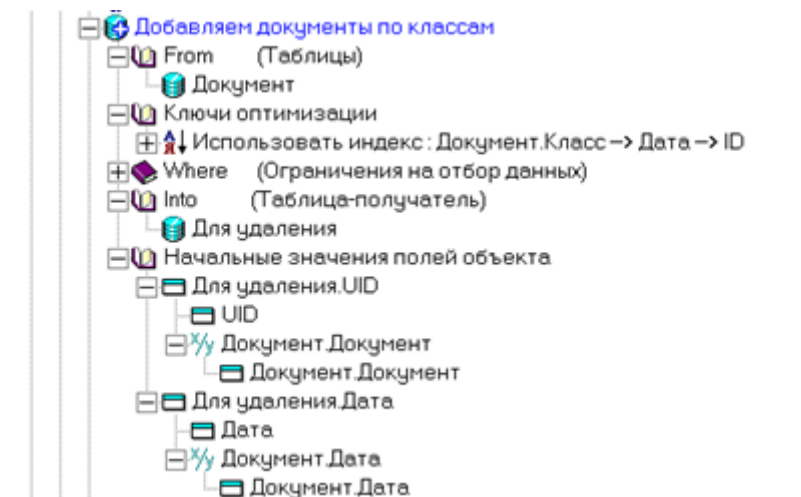 Добавляем документы по классам
From (Таблицы)
Документ
Ключи оптимизации
Использовать индекс : Документ.Класс –> Дата –> ID
Where (Ограничения на отбор данных)
Into (Таблица-получатель)
Для удаления
Начальные значения полей объекта
Для удаления.UID
UID
Документ.Документ
Документ.Документ
Для удаления.Дата
Дата
Документ.Дата
Документ.Дата